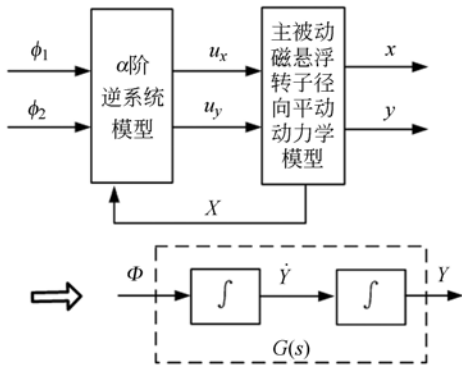 ϕ₁
ϕ₂
α阶
逆系统
模型
uₓ
u_y
主被动
磁悬浮
转子径
向平动
动力学
模型
x
y
X
Φ
∫
Ẏ
∫
Y
G(s)